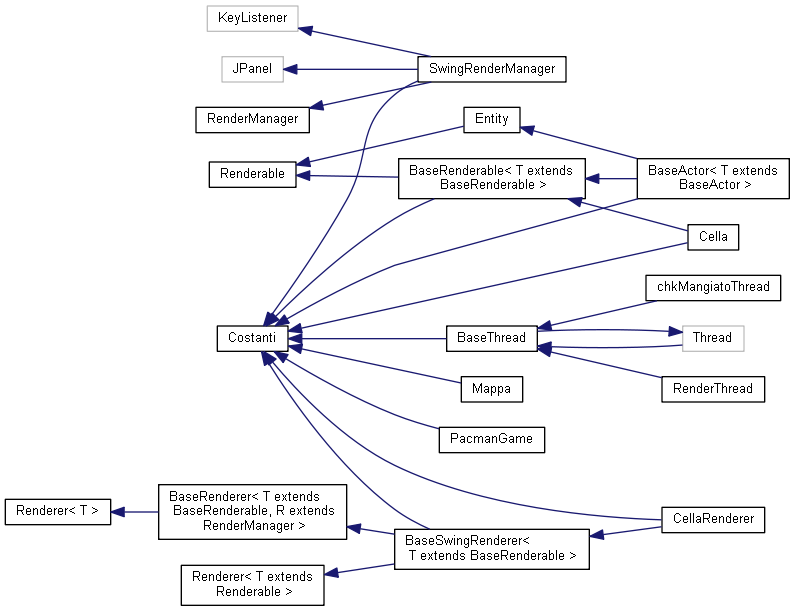 KeyListener
JPanel
SwingRenderManager
RenderManager
Entity
Renderable
BaseRenderable< T extends
BaseRenderable >
BaseActor< T extends
BaseActor >
Cella
chkMangiatoThread
Costanti
BaseThread
Thread
Mappa
RenderThread
PacmanGame
Renderer< T >
BaseRenderer< T extends
BaseRenderable, R extends
RenderManager >
CellaRenderer
BaseSwingRenderer<
T extends BaseRenderable >
Renderer< T extends
Renderable >